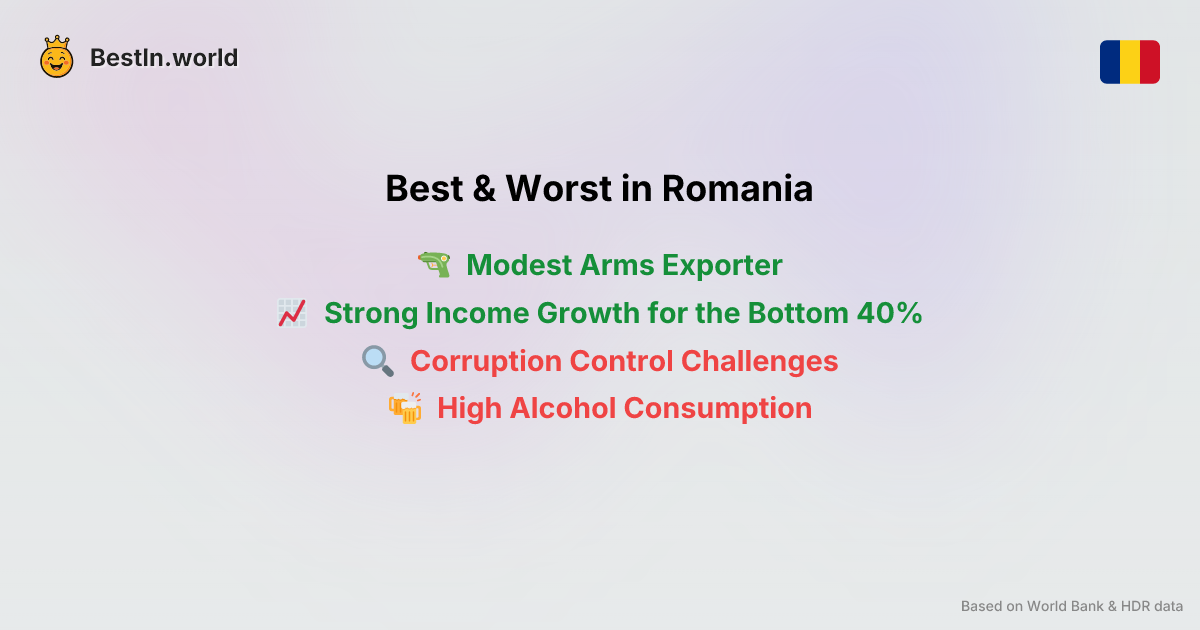 BestIn.world
Best & Worst in Romania
Modest Arms Exporter
Strong Income Growth for the Bottom 40%
Corruption Control Challenges
High Alcohol Consumption
Based on World Bank & HDR data